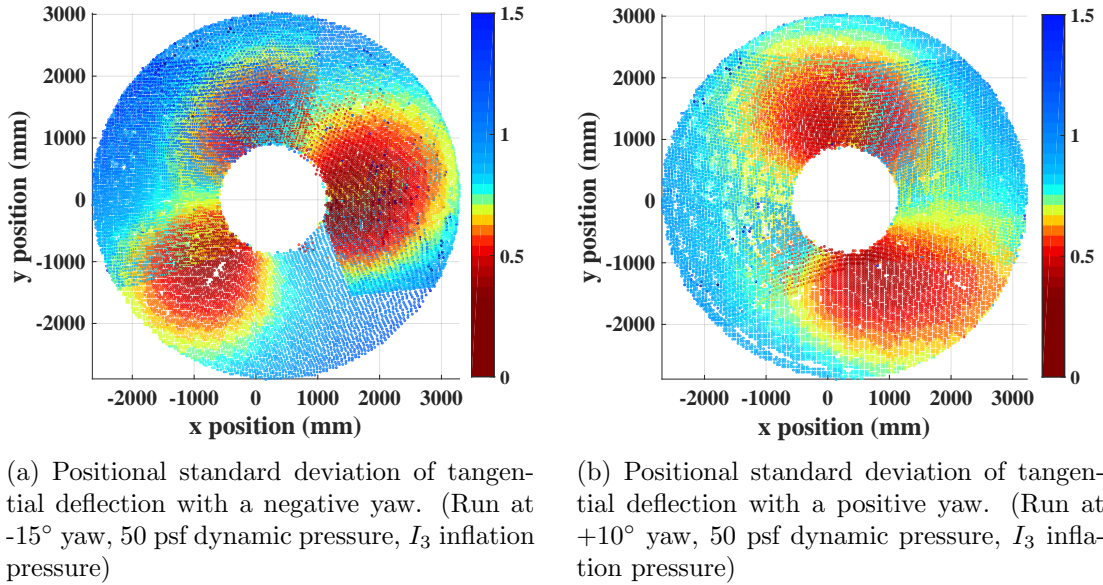 3000
2000
1000
0
-1000
-2000
-2000 -1000 0 1000 2000 3000
x position (mm)
y position (mm)
1.5
1
0.5
0
3000
2000
1000
0
-1000
-2000
-2000 -1000 0 1000 2000 3000
x position (mm)
y position (mm)
1.5
1
0.5
0
(a) Positional standard deviation of tangen-
tial deflection with a negative yaw. (Run at
-15° yaw, 50 psf dynamic pressure, I₃ inflation
pressure)
(b) Positional standard deviation of tangen-
tial deflection with a positive yaw. (Run at
+10° yaw, 50 psf dynamic pressure, I₃ infla-
tion pressure)